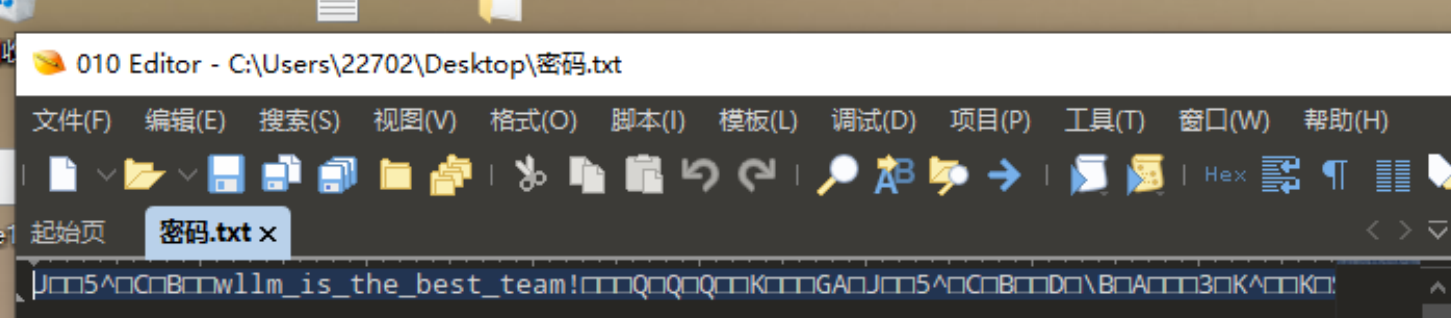 010 Editor - C:\Users\22702\Desktop\密码.txt
文件(F) 编辑(E) 搜索(S) 视图(V) 格式(O) 脚本(I) 模板(L) 调试(D) 项目(P) 工具(T) 窗口(W) 帮助(H)
Hex
起始页 密码.txt ×
J□□5^□C□B□□wllm_is_the_best_team!□□□Q□Q□Q□□K□□□GA□J□□5^□C□B□□D□\B□A□□□3□K^□□K□